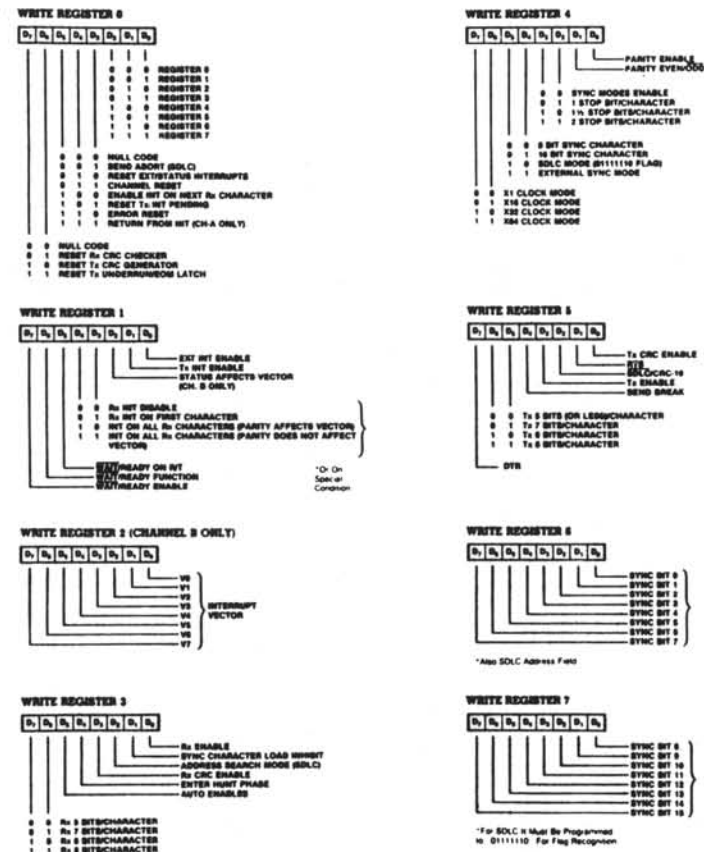 WRITE REGISTER 0
D7 D6 D5 D4 D3 D2 D1 D0
0 0 0 REGISTER 0
0 0 1 REGISTER 1
0 1 0 REGISTER 2
0 1 1 REGISTER 3
1 0 0 REGISTER 4
1 0 1 REGISTER 5
1 1 0 REGISTER 6
1 1 1 REGISTER 7
0 0 0 NULL CODE
0 0 1 SEND ABORT (SDLC)
0 1 0 RESET EXT/STATUS INTERRUPTS
0 1 1 CHANNEL RESET
1 0 0 ENABLE INT ON NEXT Rx CHARACTER
1 0 1 RESET Tx INT PENDING
1 1 0 ERROR RESET
1 1 1 RETURN FROM INT (CH-A ONLY)
0 0 NULL CODE
0 1 RESET Rx CRC CHECKER
1 0 RESET Tx CRC GENERATOR
1 1 RESET Tx UNDERRUN/EOM LATCH
WRITE REGISTER 1
D7 D6 D5 D4 D3 D2 D1 D0
EXT INT ENABLE
Tx INT ENABLE
STATUS AFFECTS VECTOR
(CH. B ONLY)
0 0 Rx INT DISABLE
0 1 Rx INT ON FIRST CHARACTER
1 0 INT ON ALL Rx CHARACTERS (PARITY AFFECTS VECTOR)
1 1 INT ON ALL Rx CHARACTERS (PARITY DOES NOT AFFECT
VECTOR)
WAIT/READY ON R/T
WAIT/READY FUNCTION
WAIT/READY ENABLE
*Or On
Special
Condition
WRITE REGISTER 2 (CHANNEL B ONLY)
D7 D6 D5 D4 D3 D2 D1 D0
V0
V1
V2
V3
V4
V5
V6
V7
INTERRUPT
VECTOR
WRITE REGISTER 3
D7 D6 D5 D4 D3 D2 D1 D0
Rx ENABLE
SYNC CHARACTER LOAD INHIBIT
ADDRESS SEARCH MODE (SDLC)
Rx CRC ENABLE
ENTER HUNT PHASE
AUTO ENABLES
0 0 Rx 5 BITS/CHARACTER
0 1 Rx 7 BITS/CHARACTER
1 0 Rx 6 BITS/CHARACTER
1 1 Rx 8 BITS/CHARACTER
WRITE REGISTER 4
D7 D6 D5 D4 D3 D2 D1 D0
PARITY ENABLE
PARITY EVEN/ODD
0 0 SYNC MODES ENABLE
0 1 1 STOP BIT/CHARACTER
1 0 1½ STOP BITS/CHARACTER
1 1 2 STOP BITS/CHARACTER
0 0 8 BIT SYNC CHARACTER
0 1 16 BIT SYNC CHARACTER
1 0 SDLC MODE (01111110 FLAG)
1 1 EXTERNAL SYNC MODE
0 0 X1 CLOCK MODE
0 1 X16 CLOCK MODE
1 0 X32 CLOCK MODE
1 1 X64 CLOCK MODE
WRITE REGISTER 5
D7 D6 D5 D4 D3 D2 D1 D0
Tx CRC ENABLE
RTS
SDLC/CRC-16
Tx ENABLE
SEND BREAK
0 0 Tx 5 BITS (OR LESS)/CHARACTER
0 1 Tx 7 BITS/CHARACTER
1 0 Tx 6 BITS/CHARACTER
1 1 Tx 8 BITS/CHARACTER
DTR
WRITE REGISTER 6
D7 D6 D5 D4 D3 D2 D1 D0
SYNC BIT 0
SYNC BIT 1
SYNC BIT 2
SYNC BIT 3
SYNC BIT 4
SYNC BIT 5
SYNC BIT 6
SYNC BIT 7
*Also SDLC Address Field
WRITE REGISTER 7
D7 D6 D5 D4 D3 D2 D1 D0
SYNC BIT 8
SYNC BIT 9
SYNC BIT 10
SYNC BIT 11
SYNC BIT 12
SYNC BIT 13
SYNC BIT 14
SYNC BIT 15
*For SDLC It Must Be Programmed
to 01111110 For Flag Recognition